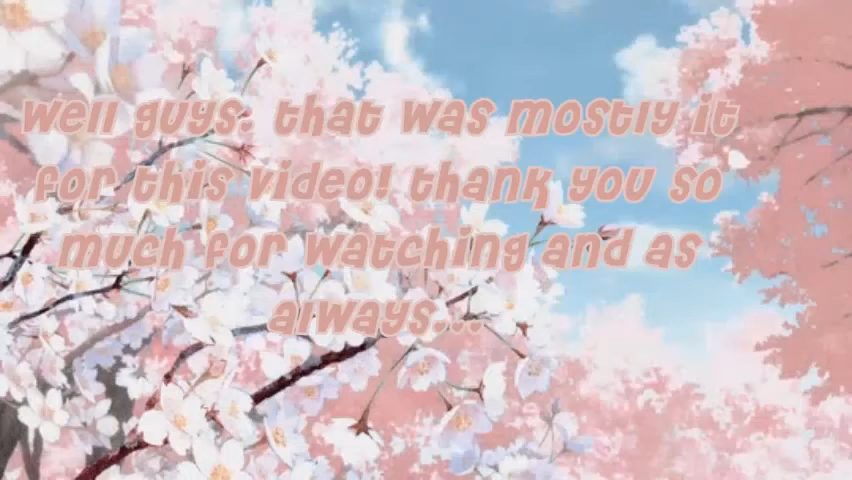 well guys. that was mostly it
for this video! thank you so
much for watching and as
always...